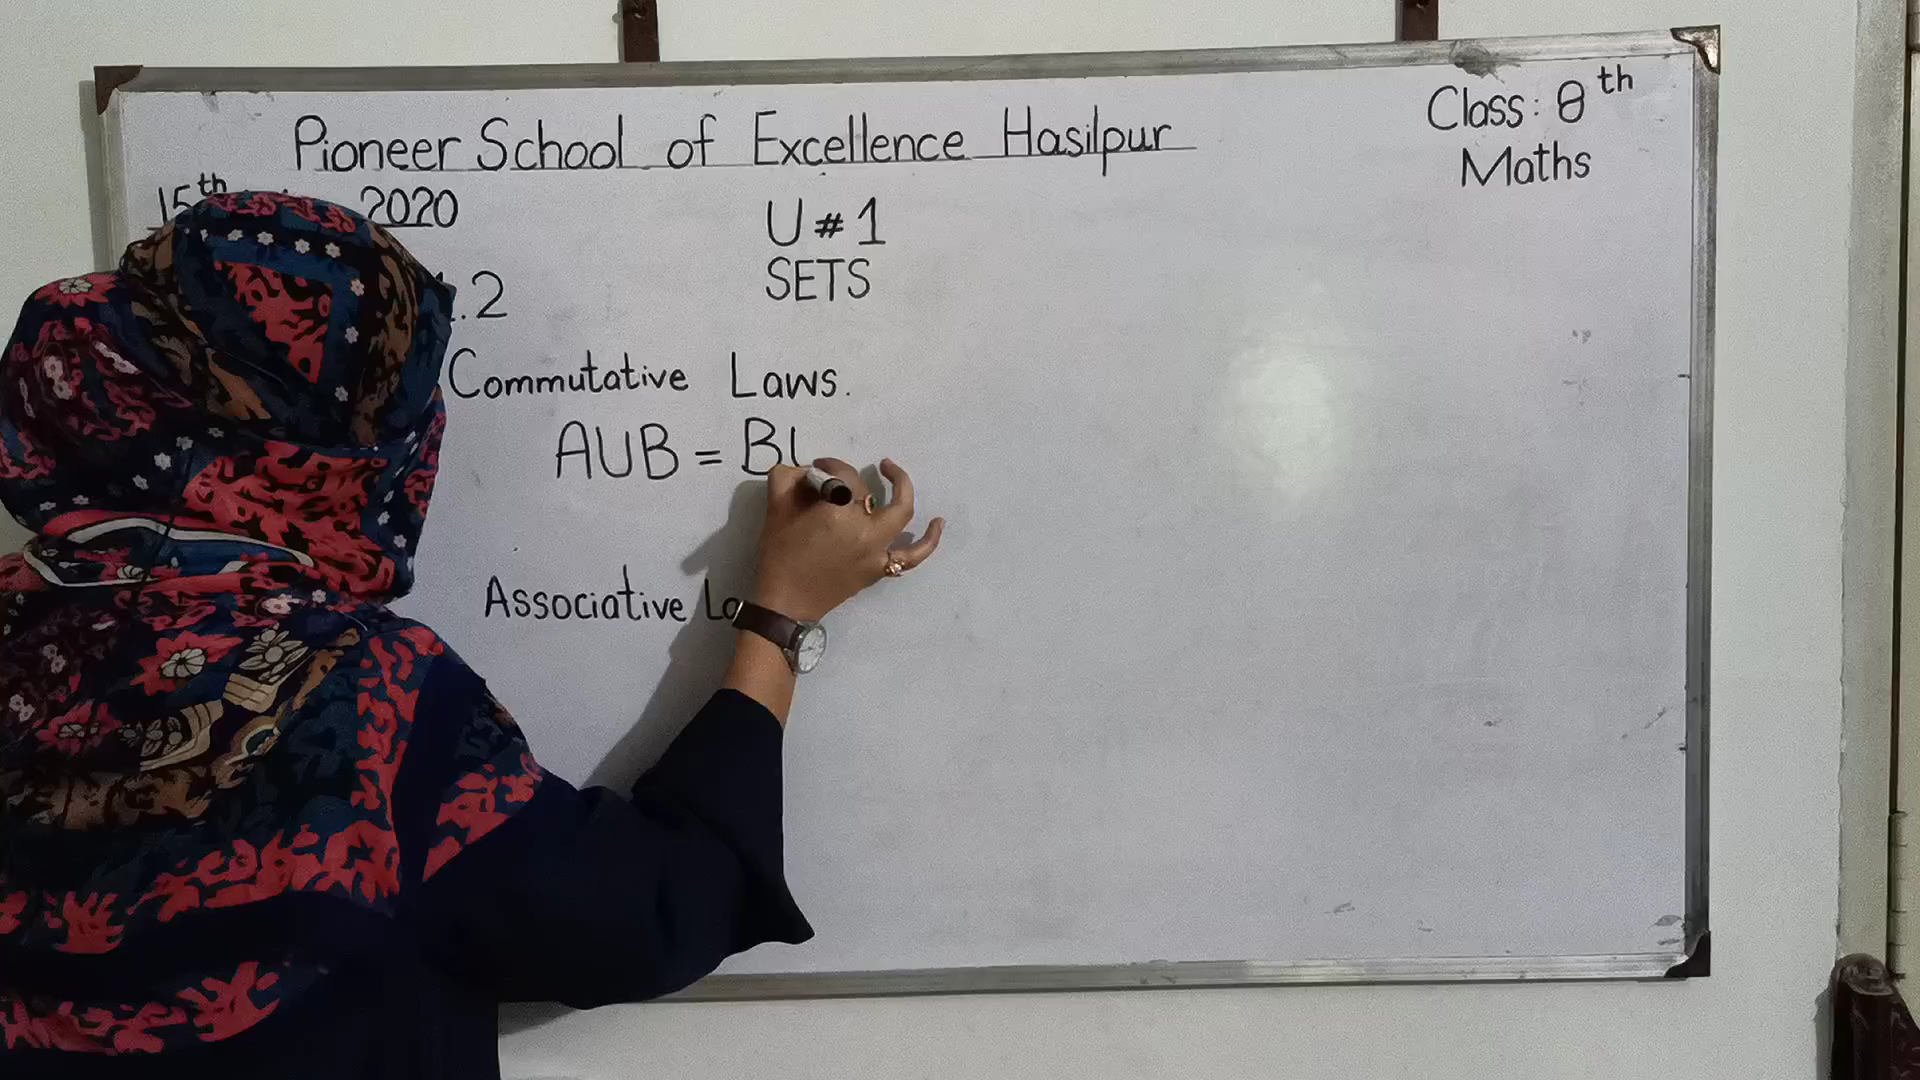 Pioneer School of Excellence Hasilpur
Class: 8th
Maths
15th 2020
U # 1
SETS
.2
Commutative Laws.
AUB = B
Associative